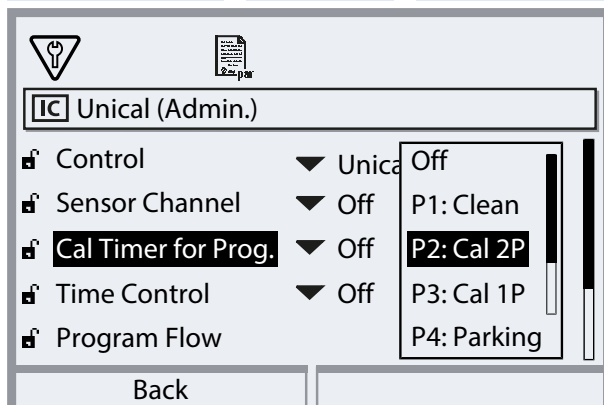 par
IC Unical (Admin.)
Control Unica
Sensor Channel Off
Cal Timer for Prog. Off
Time Control Off
Program Flow
Off
P1: Clean
P2: Cal 2P
P3: Cal 1P
P4: Parking
Back